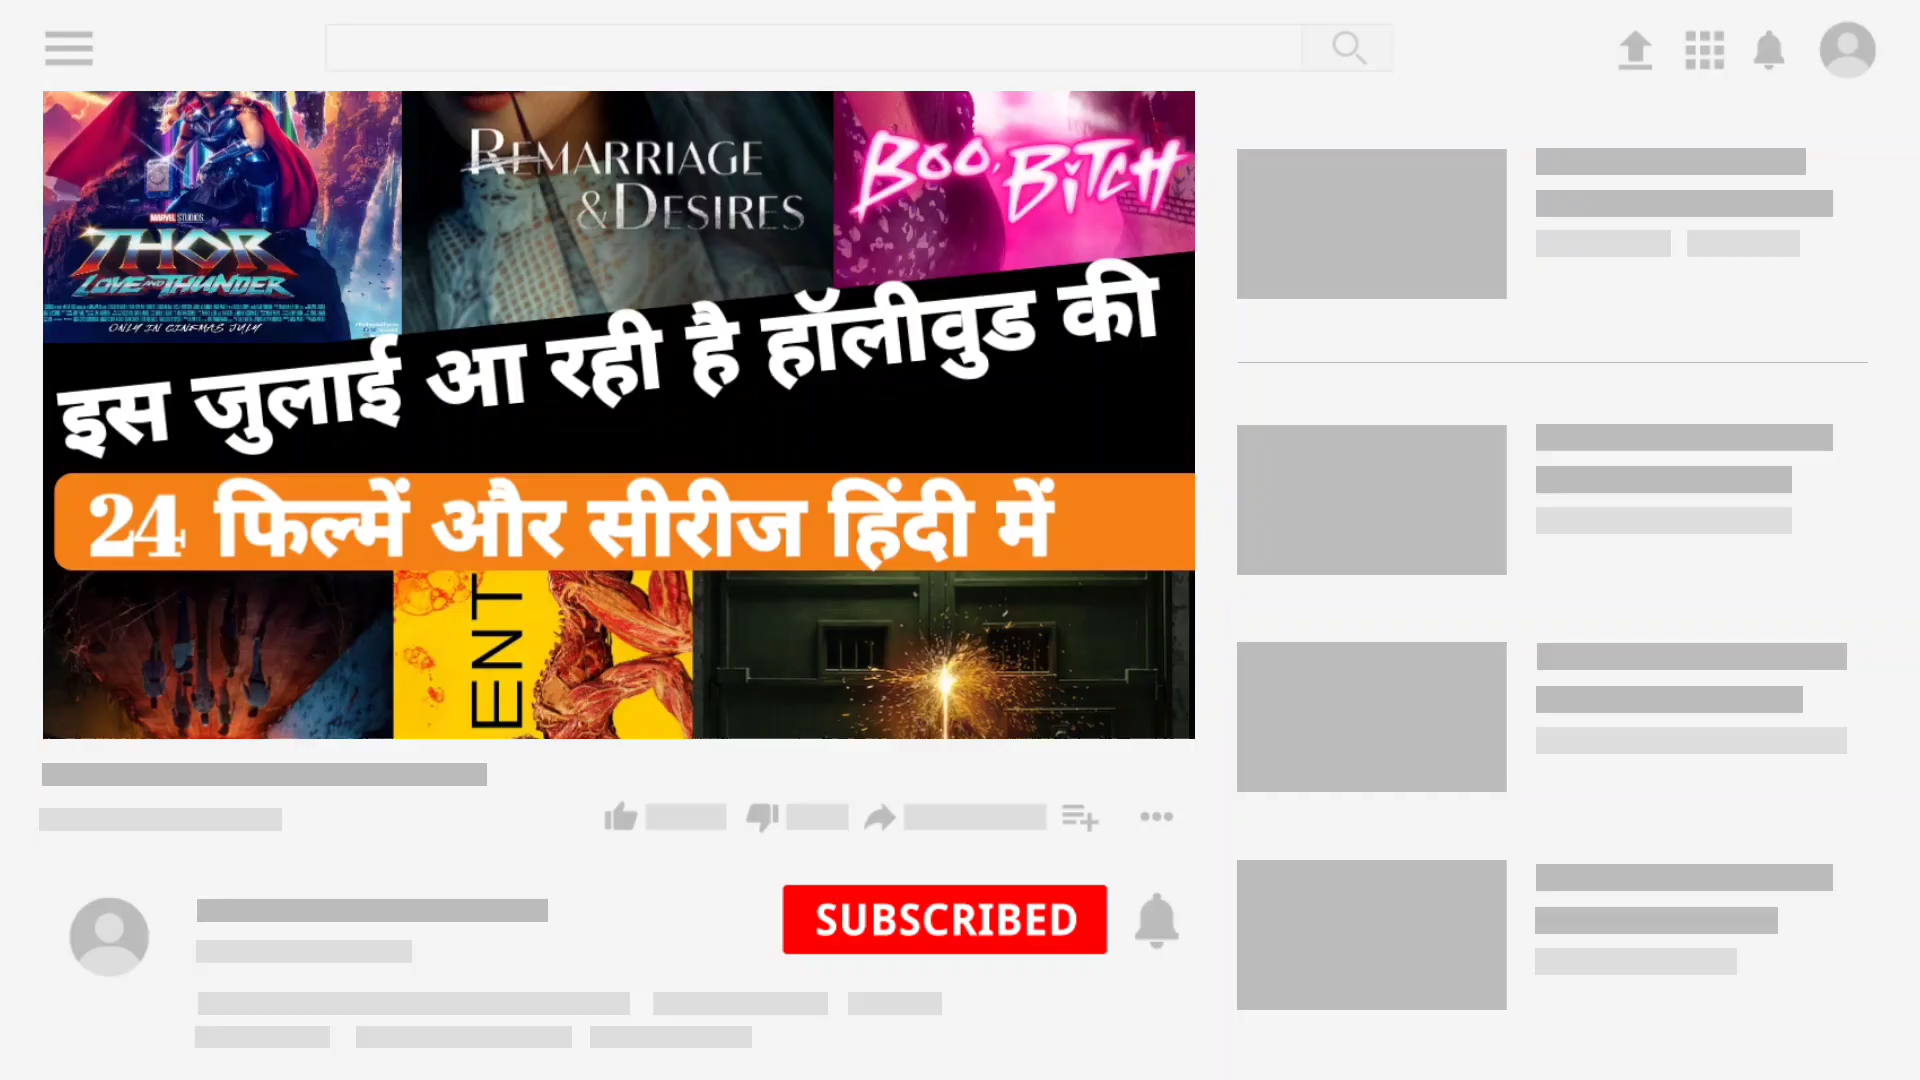 MARVEL STUDIOS
THOR
LOVE AND THUNDER
ONLY IN CINEMAS JULY
REMARRIAGE
& DESIRES
BOO, BITCH
इस जुलाई आ रही है हॉलीवुड की
24 फिल्में और सीरीज हिंदी में
ENT
SUBSCRIBED